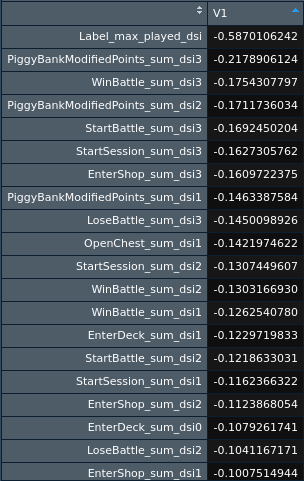 V1
Label_max_played_dsi -0.5870106242
PiggyBankModifiedPoints_sum_dsi3 -0.2178906124
WinBattle_sum_dsi3 -0.1754307797
PiggyBankModifiedPoints_sum_dsi2 -0.1711736034
StartBattle_sum_dsi3 -0.1692450204
StartSession_sum_dsi3 -0.1627305762
EnterShop_sum_dsi3 -0.1609722375
PiggyBankModifiedPoints_sum_dsi1 -0.1463387584
LoseBattle_sum_dsi3 -0.1450098926
OpenChest_sum_dsi1 -0.1421974622
StartSession_sum_dsi2 -0.1307449607
WinBattle_sum_dsi2 -0.1303166930
WinBattle_sum_dsi1 -0.1262540780
EnterDeck_sum_dsi1 -0.1229719833
StartBattle_sum_dsi2 -0.1218633031
StartSession_sum_dsi1 -0.1162366322
EnterShop_sum_dsi2 -0.1123868054
EnterDeck_sum_dsi0 -0.1079261741
LoseBattle_sum_dsi2 -0.1041167171
EnterShop_sum_dsi1 -0.1007514944